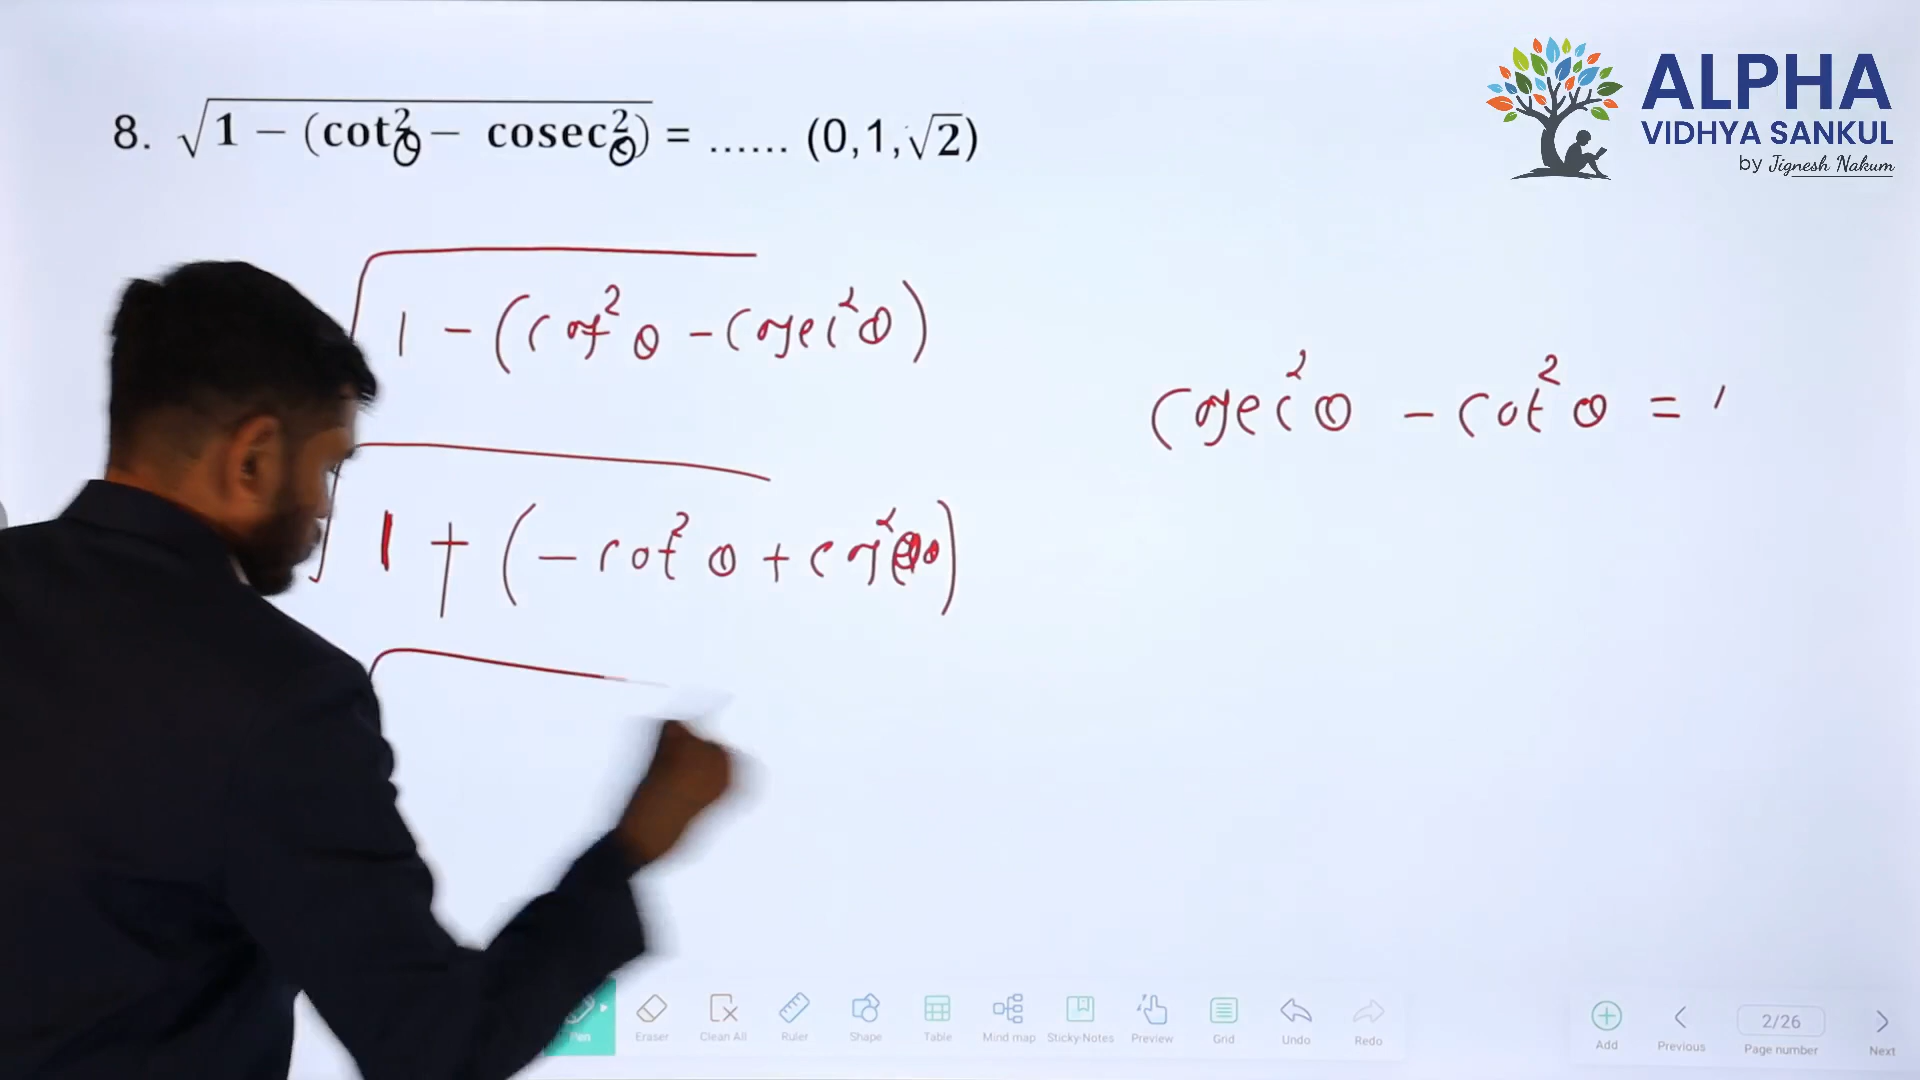 ALPHA
VIDHYA SANKUL
by Jignesh Nakum
8. √1 − (cot²θ − cosec²θ) = ...... (0,1,√2)
√1 − (cot²θ − cosec²θ)
cosec²θ − cot²θ = 1
√1 + (−cot²θ + cosec²θ)
Pen
Eraser
Clean All
Ruler
Shape
Table
Mind map
Sticky Notes
Preview
Grid
Undo
Redo
Add
Previous
2/26
Page number
Next